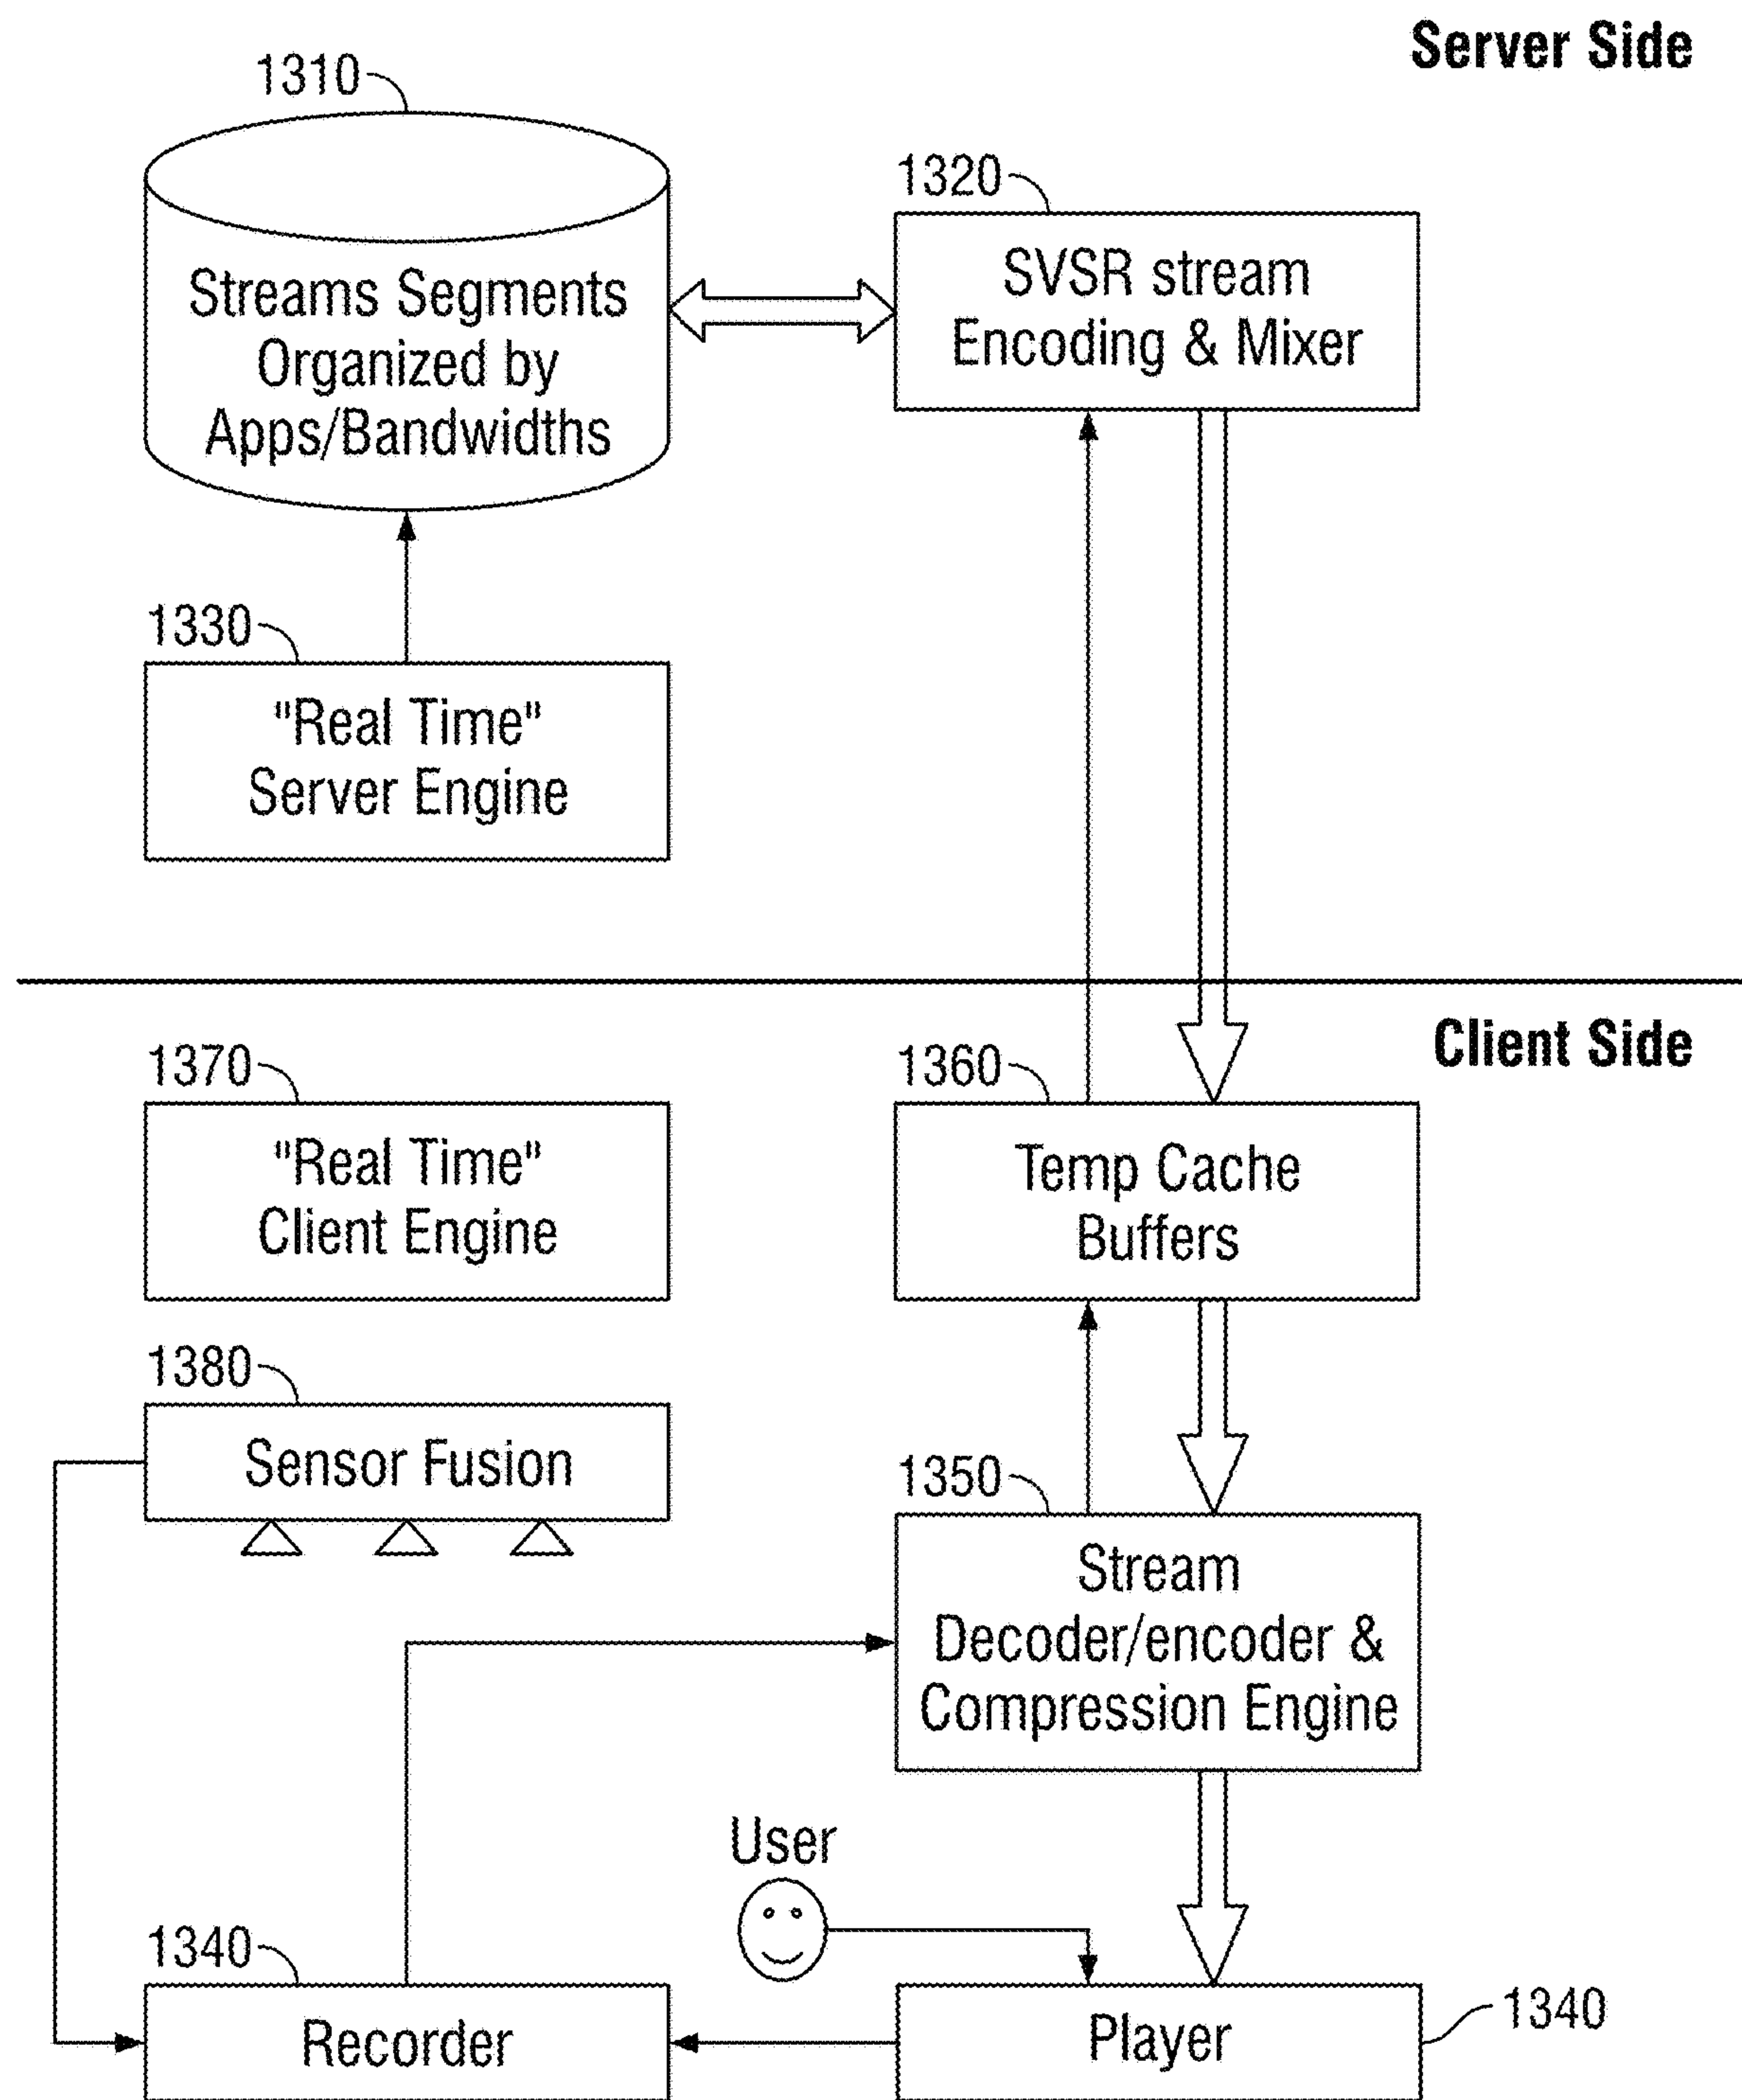 Server Side
1310
Streams Segments
Organized by
Apps/Bandwidths
1320
SVSR stream
Encoding & Mixer
1330
"Real Time"
Server Engine
Client Side
1370
"Real Time"
Client Engine
1360
Temp Cache
Buffers
1380
Sensor Fusion
1350
Stream
Decoder/encoder &
Compression Engine
User
1340
Recorder
Player
1340